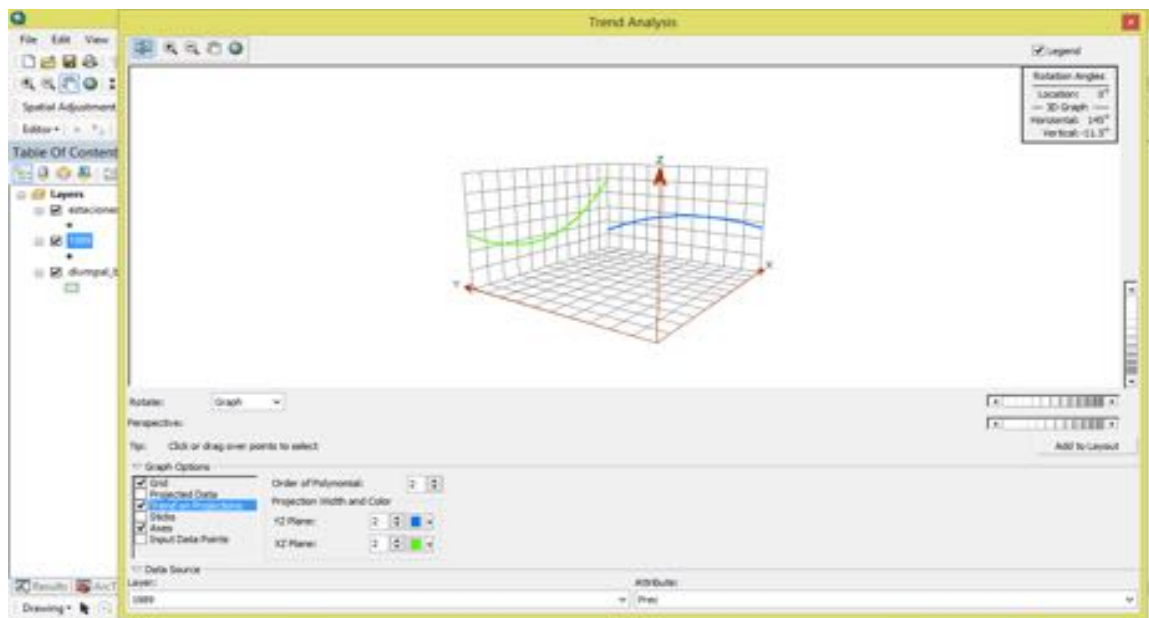 Trend Analysis
File Edit View
Legend
Rotation Angles
Location: 0°
3D Graph
Horizontal: 145°
Vertical:-11.5°
Spatial Adjustment
Editor
Table Of Content
Layers
estaciones
1989
Z
Y
X
Rotate: Graph
Perspective:
Tip: Click or drag over points to select
Add to Layout
Graph Options
Grid
Projected Data
Trend on Projections
Sticks
Axes
Input Data Points
Order of Polynomial: 2
Projection Width and Color
YZ Plane: 2
XZ Plane: 2
Data Source
Layer: Attribute:
1989 Prec
Results ArcT
Drawing